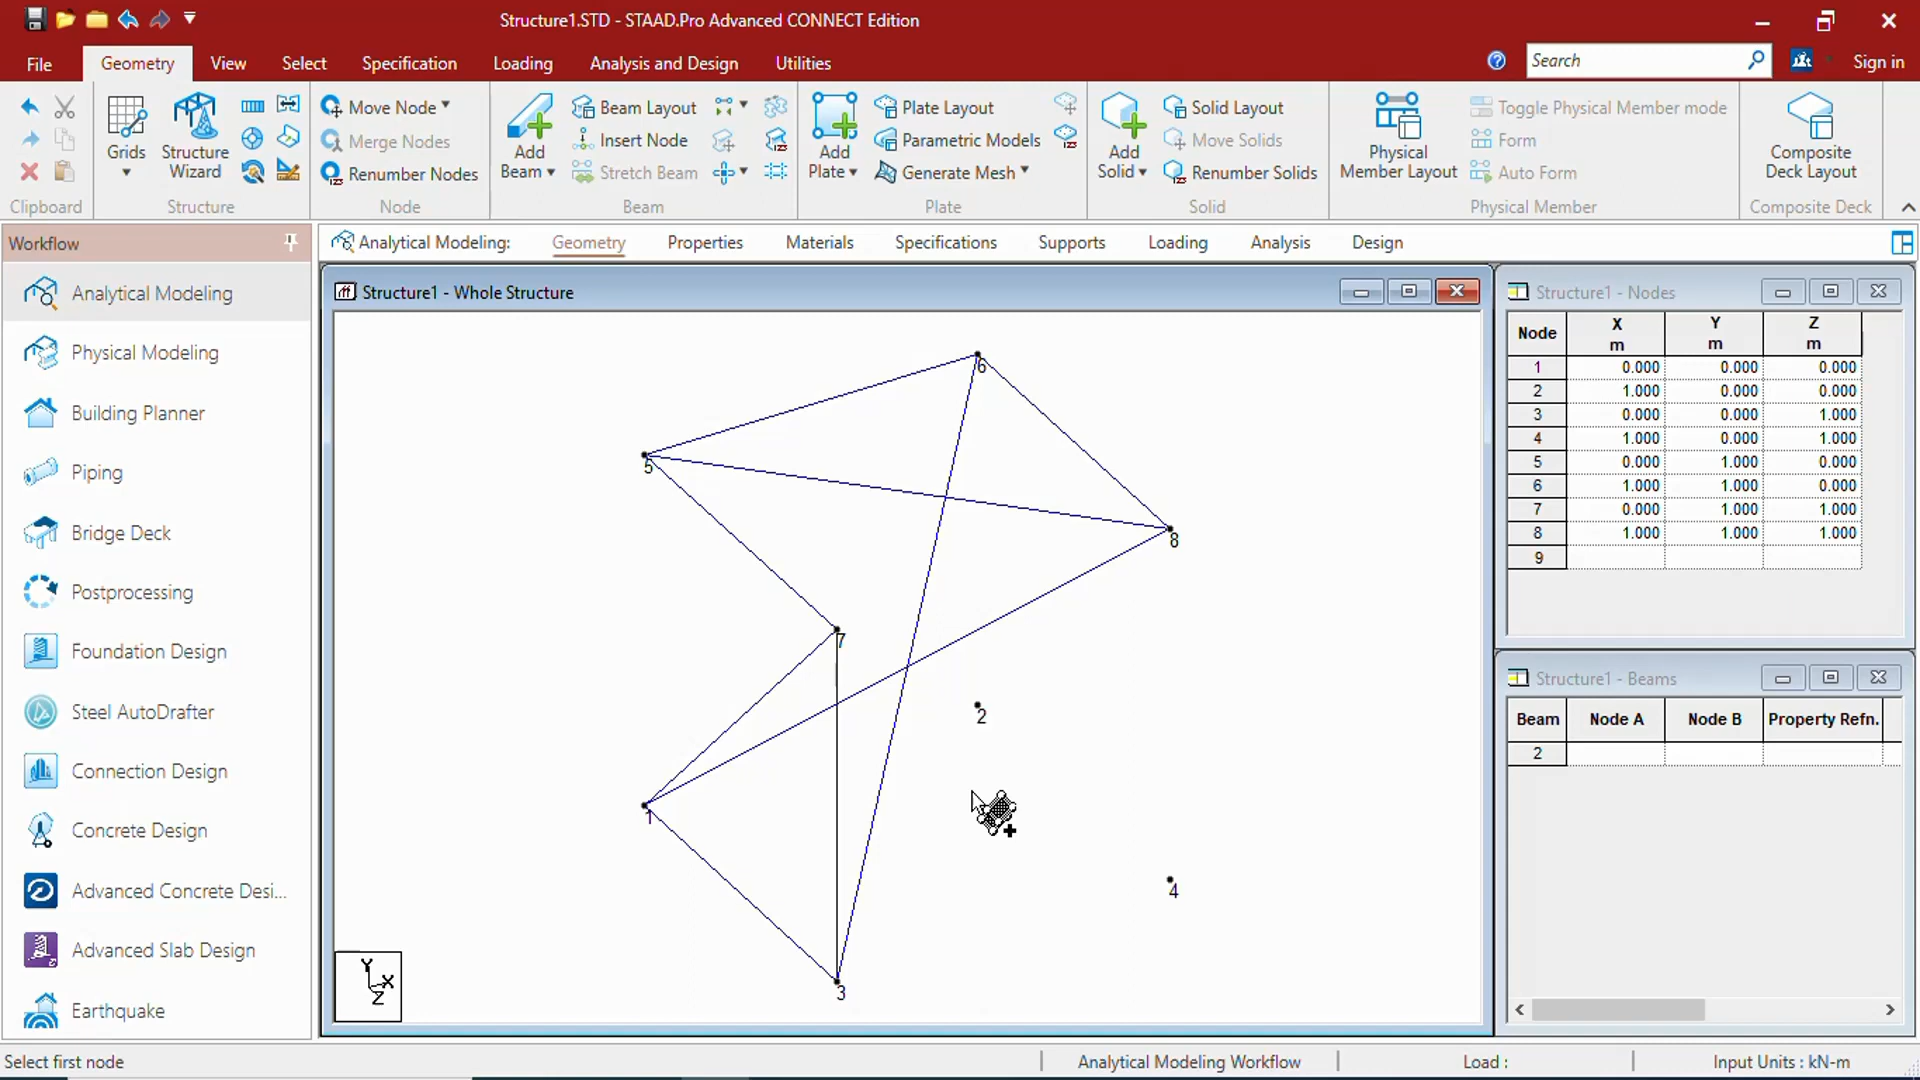 Structure1.STD - STAAD.Pro Advanced CONNECT Edition
File Geometry View Select Specification Loading Analysis and Design Utilities
Search
Sign in
Grids
Structure Wizard
Structure
Clipboard
Move Node
Merge Nodes
Renumber Nodes
Node
Add Beam
Beam Layout
Insert Node
Stretch Beam
Beam
Add Plate
Plate Layout
Parametric Models
Generate Mesh
Plate
Add Solid
Solid Layout
Move Solids
Renumber Solids
Solid
Physical Member Layout
Toggle Physical Member mode
Form
Auto Form
Physical Member
Composite Deck Layout
Composite Deck
Workflow
Analytical Modeling: Geometry Properties Materials Specifications Supports Loading Analysis Design
Analytical Modeling
Physical Modeling
Building Planner
Piping
Bridge Deck
Postprocessing
Foundation Design
Steel AutoDrafter
Connection Design
Concrete Design
Advanced Concrete Desi...
Advanced Slab Design
Earthquake
Structure1 - Whole Structure
6
5
8
7
2
1
4
3
Y
X
Z
Structure1 - Nodes
Node X m Y m Z m
1 0.000 0.000 0.000
2 1.000 0.000 0.000
3 0.000 0.000 1.000
4 1.000 0.000 1.000
5 0.000 1.000 0.000
6 1.000 1.000 0.000
7 0.000 1.000 1.000
8 1.000 1.000 1.000
9
Structure1 - Beams
Beam Node A Node B Property Refn.
2
Select first node
Analytical Modeling Workflow
Load :
Input Units : kN-m